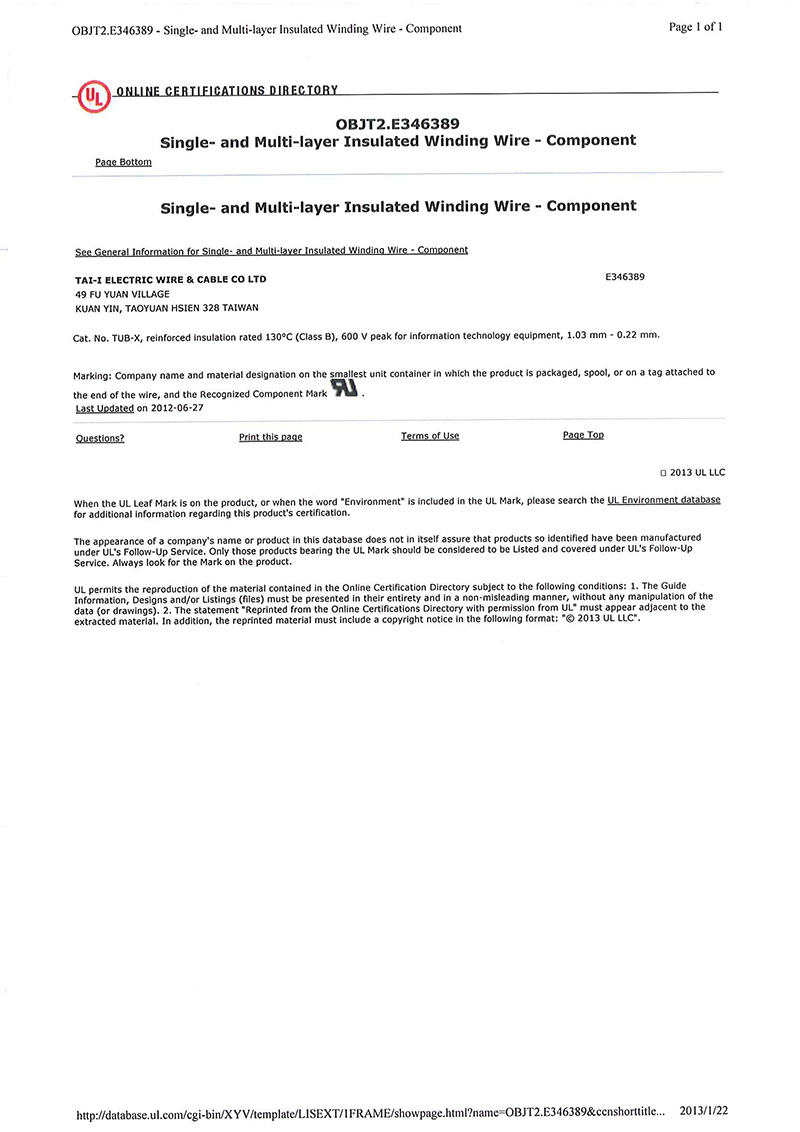 OBJT2.E346389 - Single- and Multi-layer Insulated Winding Wire - Component
Page 1 of 1
UL
ONLINE CERTIFICATIONS DIRECTORY
OBJT2.E346389
Single- and Multi-layer Insulated Winding Wire - Component
Page Bottom
Single- and Multi-layer Insulated Winding Wire - Component
See General Information for Single- and Multi-layer Insulated Winding Wire - Component
TAI-I ELECTRIC WIRE & CABLE CO LTD
E346389
49 FU YUAN VILLAGE
KUAN YIN, TAOYUAN HSIEN 328 TAIWAN
Cat. No. TUB-X, reinforced insulation rated 130°C (Class B), 600 V peak for information technology equipment, 1.03 mm - 0.22 mm.
Marking: Company name and material designation on the smallest unit container in which the product is packaged, spool, or on a tag attached to
the end of the wire, and the Recognized Component Mark .
Last Updated on 2012-06-27
Questions? Print this page Terms of Use Page Top
□ 2013 UL LLC
When the UL Leaf Mark is on the product, or when the word "Environment" is included in the UL Mark, please search the UL Environment database
for additional information regarding this product's certification.
The appearance of a company's name or product in this database does not in itself assure that products so identified have been manufactured
under UL's Follow-Up Service. Only those products bearing the UL Mark should be considered to be Listed and covered under UL's Follow-Up
Service. Always look for the Mark on the product.
UL permits the reproduction of the material contained in the Online Certification Directory subject to the following conditions: 1. The Guide
Information, Designs and/or Listings (files) must be presented in their entirety and in a non-misleading manner, without any manipulation of the
data (or drawings). 2. The statement "Reprinted from the Online Certifications Directory with permission from UL" must appear adjacent to the
extracted material. In addition, the reprinted material must include a copyright notice in the following format: "© 2013 UL LLC".
http://database.ul.com/cgi-bin/XYV/template/LISEXT/1FRAME/showpage.html?name=OBJT2.E346389&ccnshorttitle... 2013/1/22